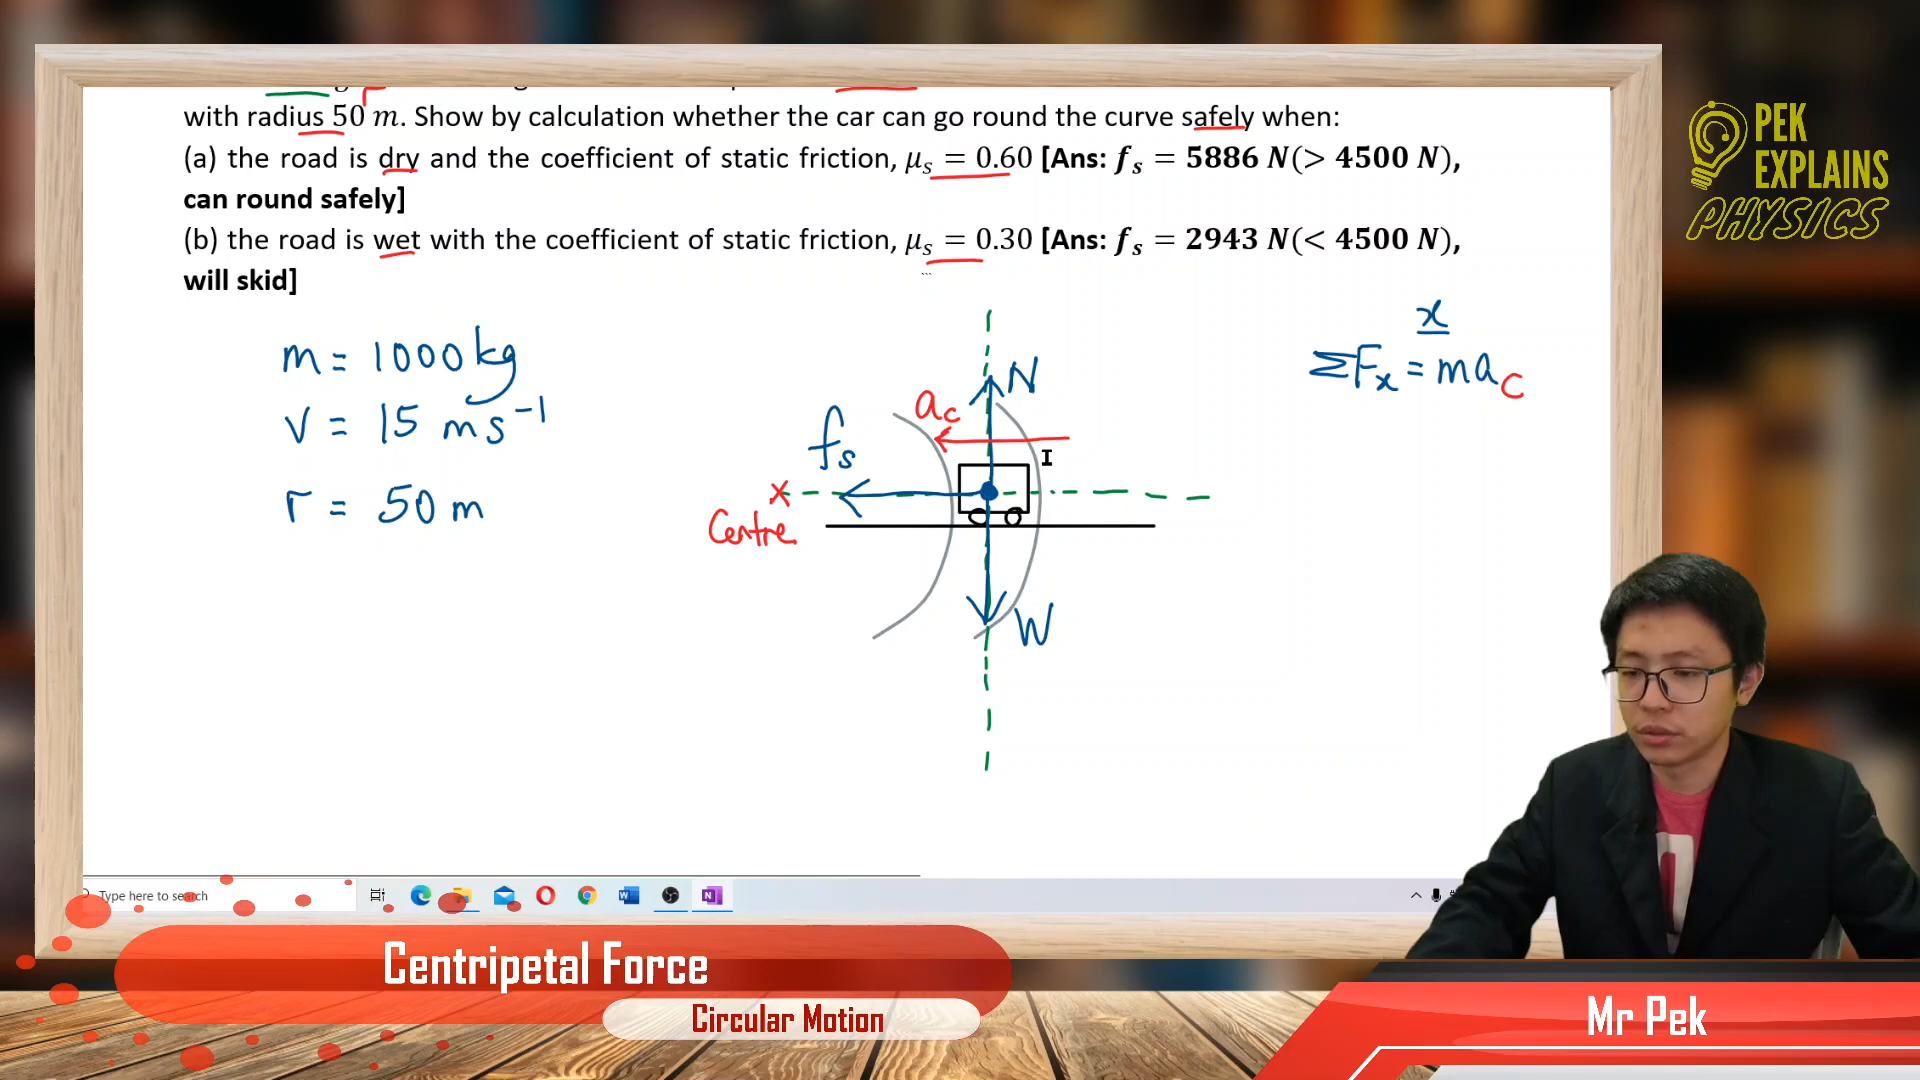 with radius 50 m. Show by calculation whether the car can go round the curve safely when:
(a) the road is dry and the coefficient of static friction, μₛ = 0.60 [Ans: fₛ = 5886 N(> 4500 N),
can round safely]
(b) the road is wet with the coefficient of static friction, μₛ = 0.30 [Ans: fₛ = 2943 N(< 4500 N),
will skid]
PEK
EXPLAINS
PHYSICS
m = 1000 kg
v = 15 ms⁻¹
r = 50 m
N
a_c
fₛ
Centre
W
x
ΣFₓ = ma_c
Type here to search
Centripetal Force
Circular Motion
Mr Pek